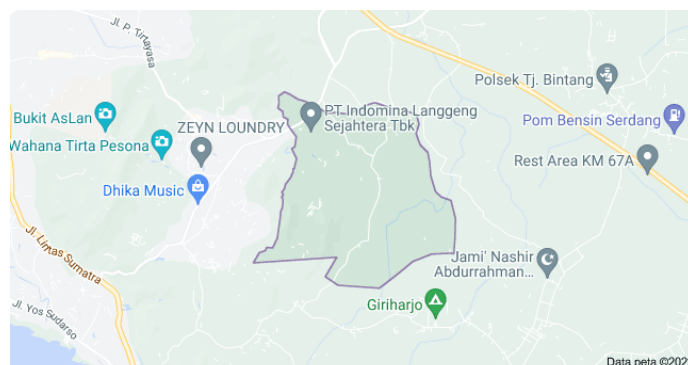 Jl. P. Tirtayasa
Polsek Tj. Bintang
Bukit AsLan
PT Indomina Langgeng
Sejahtera Tbk
Pom Bensin Serdang
ZEYN LOUNDRY
Wahana Tirta Pesona
Rest Area KM 67A
Dhika Music
Jl. Lintas Sumatra
Jami' Nashir
Abdurrahman...
Jl. Yos Sudarso
Giriharjo
Data peta ©202